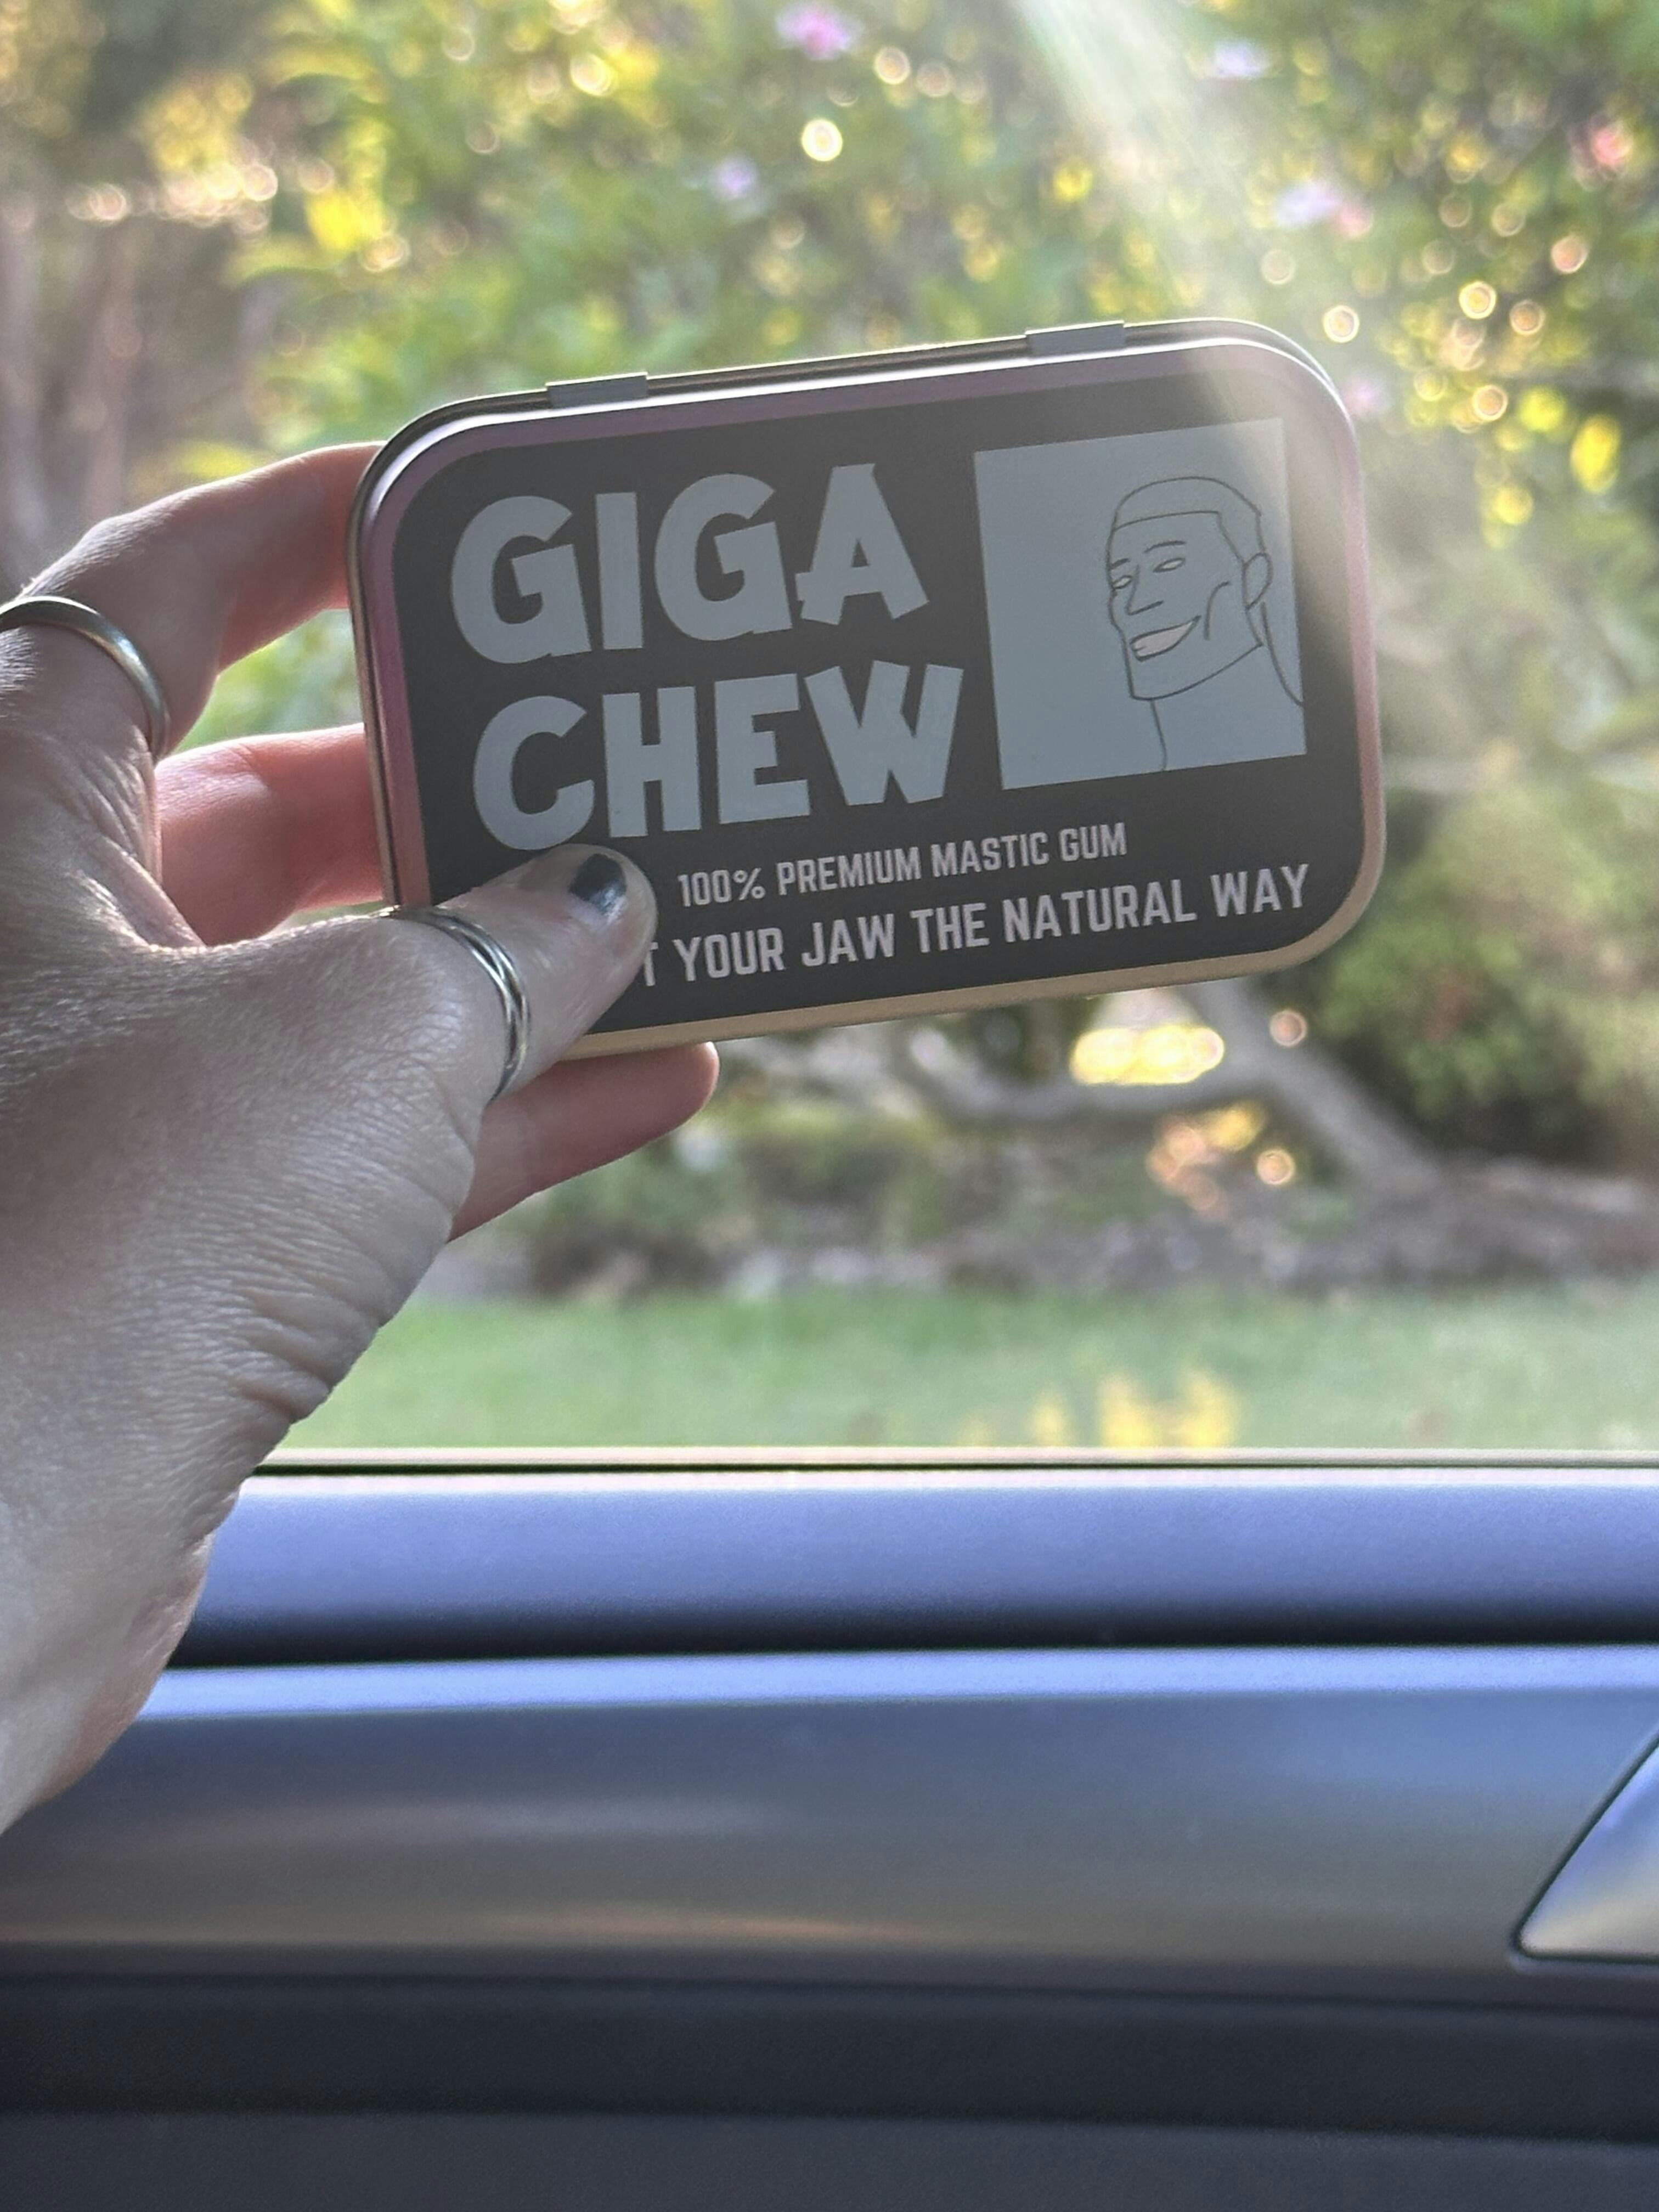 GIGA
CHEW
100% PREMIUM MASTIC GUM
YOUR JAW THE NATURAL WAY